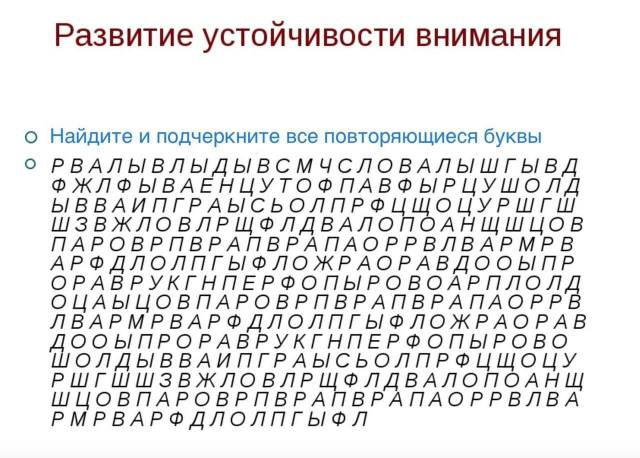 Развитие устойчивости внимания
Найдите и подчеркните все повторяющиеся буквы
Р В А Л Ы В Л Ы Д Ы В С М Ч С Л О В А Л Ы Ш Г Ы В Д
Ф Ж Л Ф Ы В А Е Н Ц У Т О Ф П А В Ф Ы Р Ц У Ш О Л Д
Ы В В А И П Г Р А Ы С Ь О Л П Р Ф Ц Щ О Ц У Р Ш Г Ш
Ш З В Ж Л О В Л Р Щ Ф Л Д В А Л О П О А Н Щ Ш Ц О В
П А Р О В Р П В Р А П В Р А П А О Р Р В Л В А Р М Р В
А Р Ф Д Л О Л П Г Ы Ф Л О Ж Р А О Р А В Д О О Ы П Р
О Р А В Р У К Г Н П Е Р Ф О П Ы Р О В О А Р П Л О Л Д
О Ц А Ы Ц О В П А Р О В Р П В Р А П В Р А П А О Р Р В
Л В А Р М Р В А Р Ф Д Л О Л П Г Ы Ф Л О Ж Р А О Р А В
Д О О Ы П Р О Р А В Р У К Г Н П Е Р Ф О П Ы Р О В О
Ш О Л Д Ы В В А И П Г Р А Ы С Ь О Л П Р Ф Ц Щ О Ц У
Р Ш Г Ш Ш З В Ж Л О В Л Р Щ Ф Л Д В А Л О П О А Н Щ
Ш Ц О В П А Р О В Р П В Р А П В Р А П А О Р Р В Л В А
Р М Р В А Р Ф Д Л О Л П Г Ы Ф Л